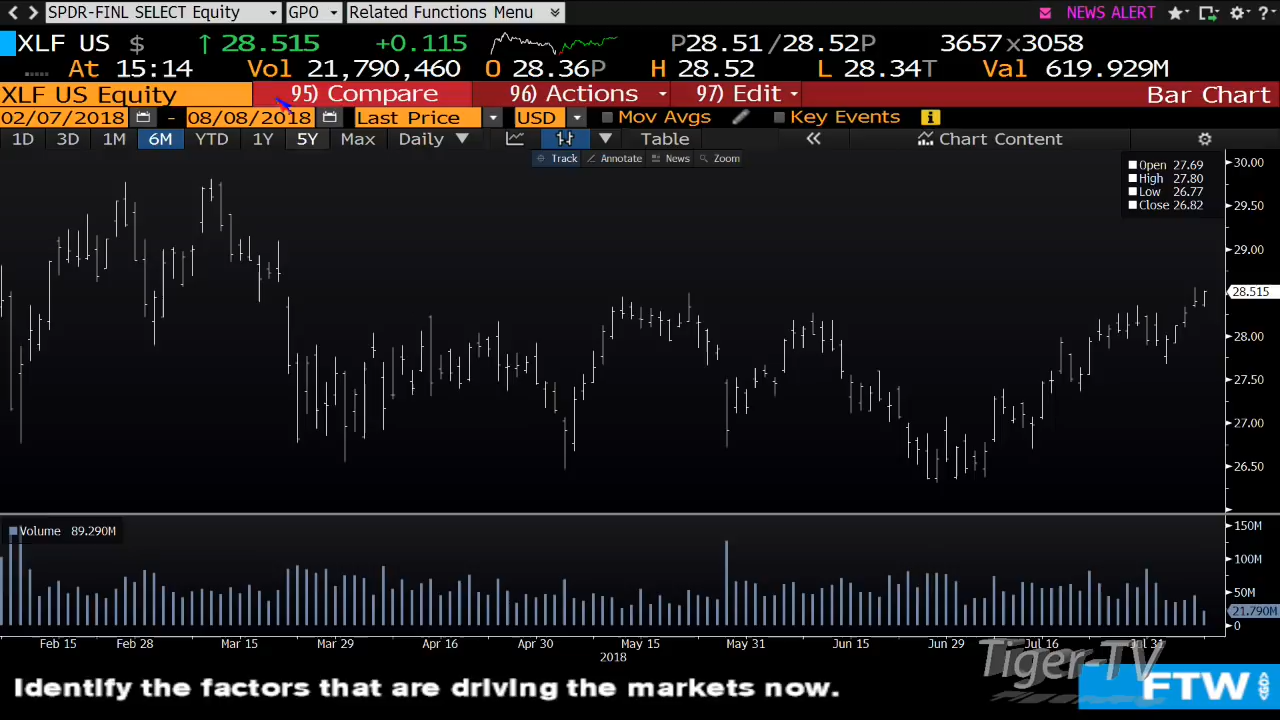 SPDR-FINL SELECT Equity GPO Related Functions Menu NEWS ALERT ?
XLF US $ ↑ 28.515 +0.115 P28.51/28.52P 3657x3058
At 15:14 Vol 21,790,460 O 28.36P H 28.52 L 28.34T Val 619.929M
XLF US Equity 95) Compare 96) Actions 97) Edit Bar Chart
02/07/2018 - 08/08/2018 Last Price USD Mov Avgs Key Events i
1D 3D 1M 6M YTD 1Y 5Y Max Daily Table « Chart Content
Track Annotate News Zoom
Open 27.69
High 27.80
Low 26.77
Close 26.82
30.00
29.50
29.00
28.515
28.00
27.50
27.00
26.50
Volume 89.290M
150M
100M
50M
21.790M
0
Feb 15 Feb 28 Mar 15 Mar 29 Apr 16 Apr 30 May 15 May 31 Jun 15 Jun 29 Jul 16 Jul 31
2018
Tiger-TV
Identify the factors that are driving the markets now.
FTW